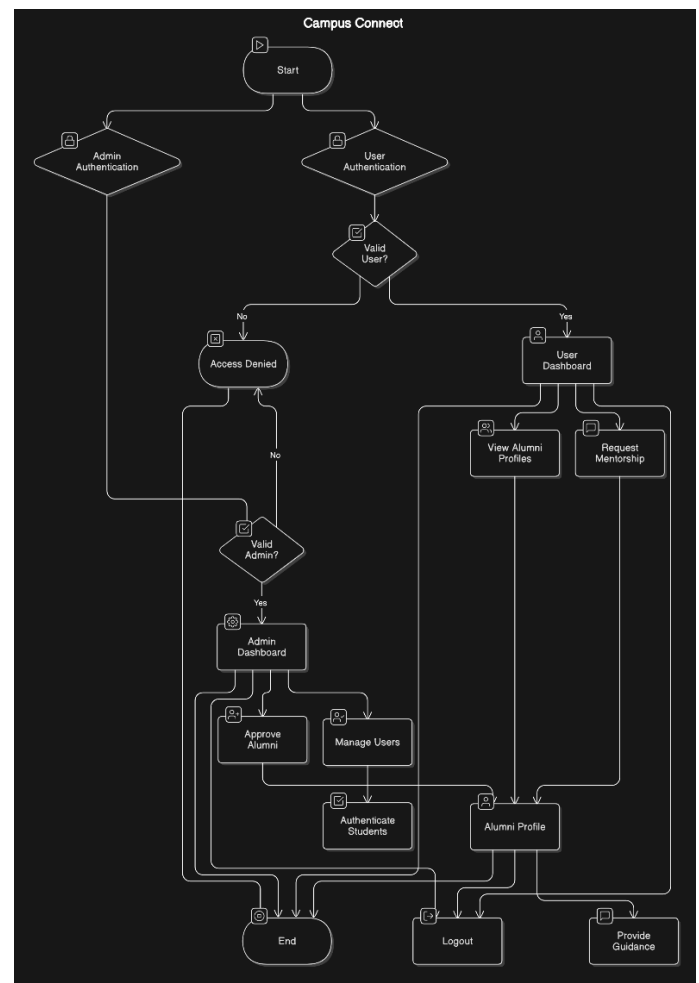 Campus Connect
Start
Admin
Authentication
User
Authentication
Valid
User?
No
Yes
Access Denied
User
Dashboard
View Alumni
Profiles
Request
Mentorship
No
Valid
Admin?
Yes
Admin
Dashboard
Approve
Alumni
Manage Users
Authenticate
Students
Alumni Profile
End
Logout
Provide
Guidance